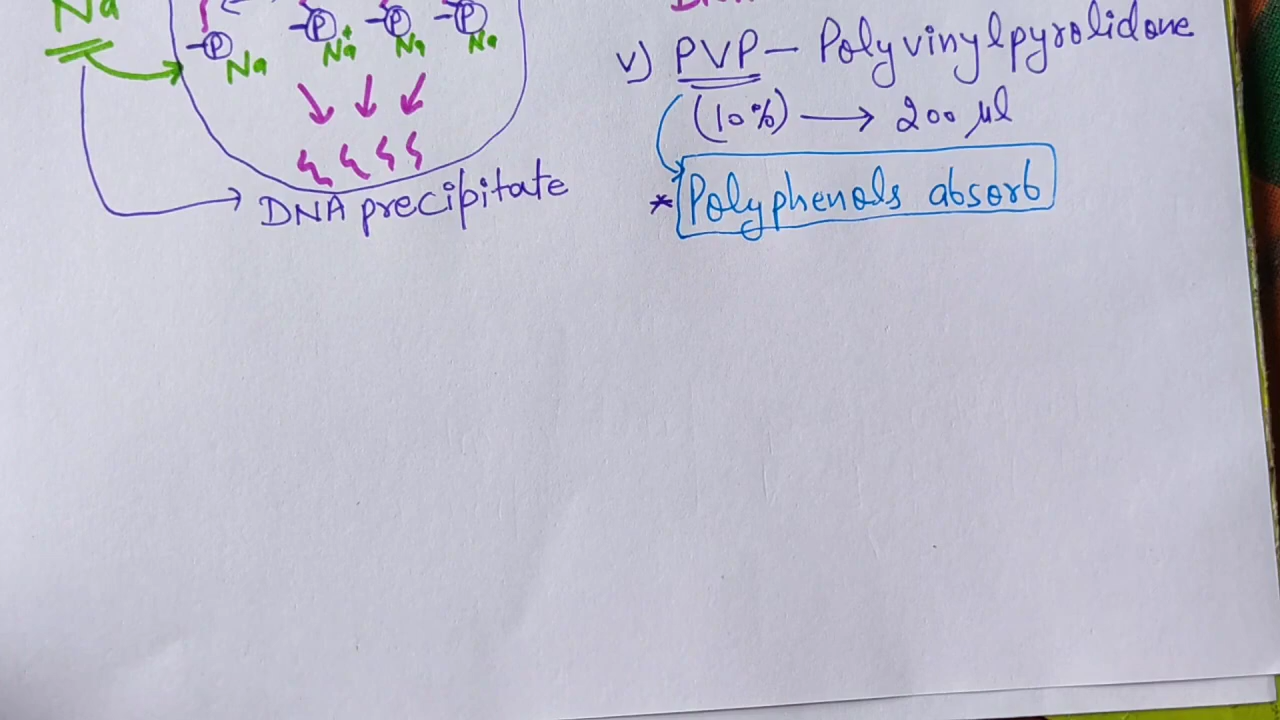 Na
-P Na
-P Na+
-P Na
-P Na
DNA precipitate
v) PVP - Polyvinylpyrolidone
(10%) → 200 µl
* Polyphenols absorb